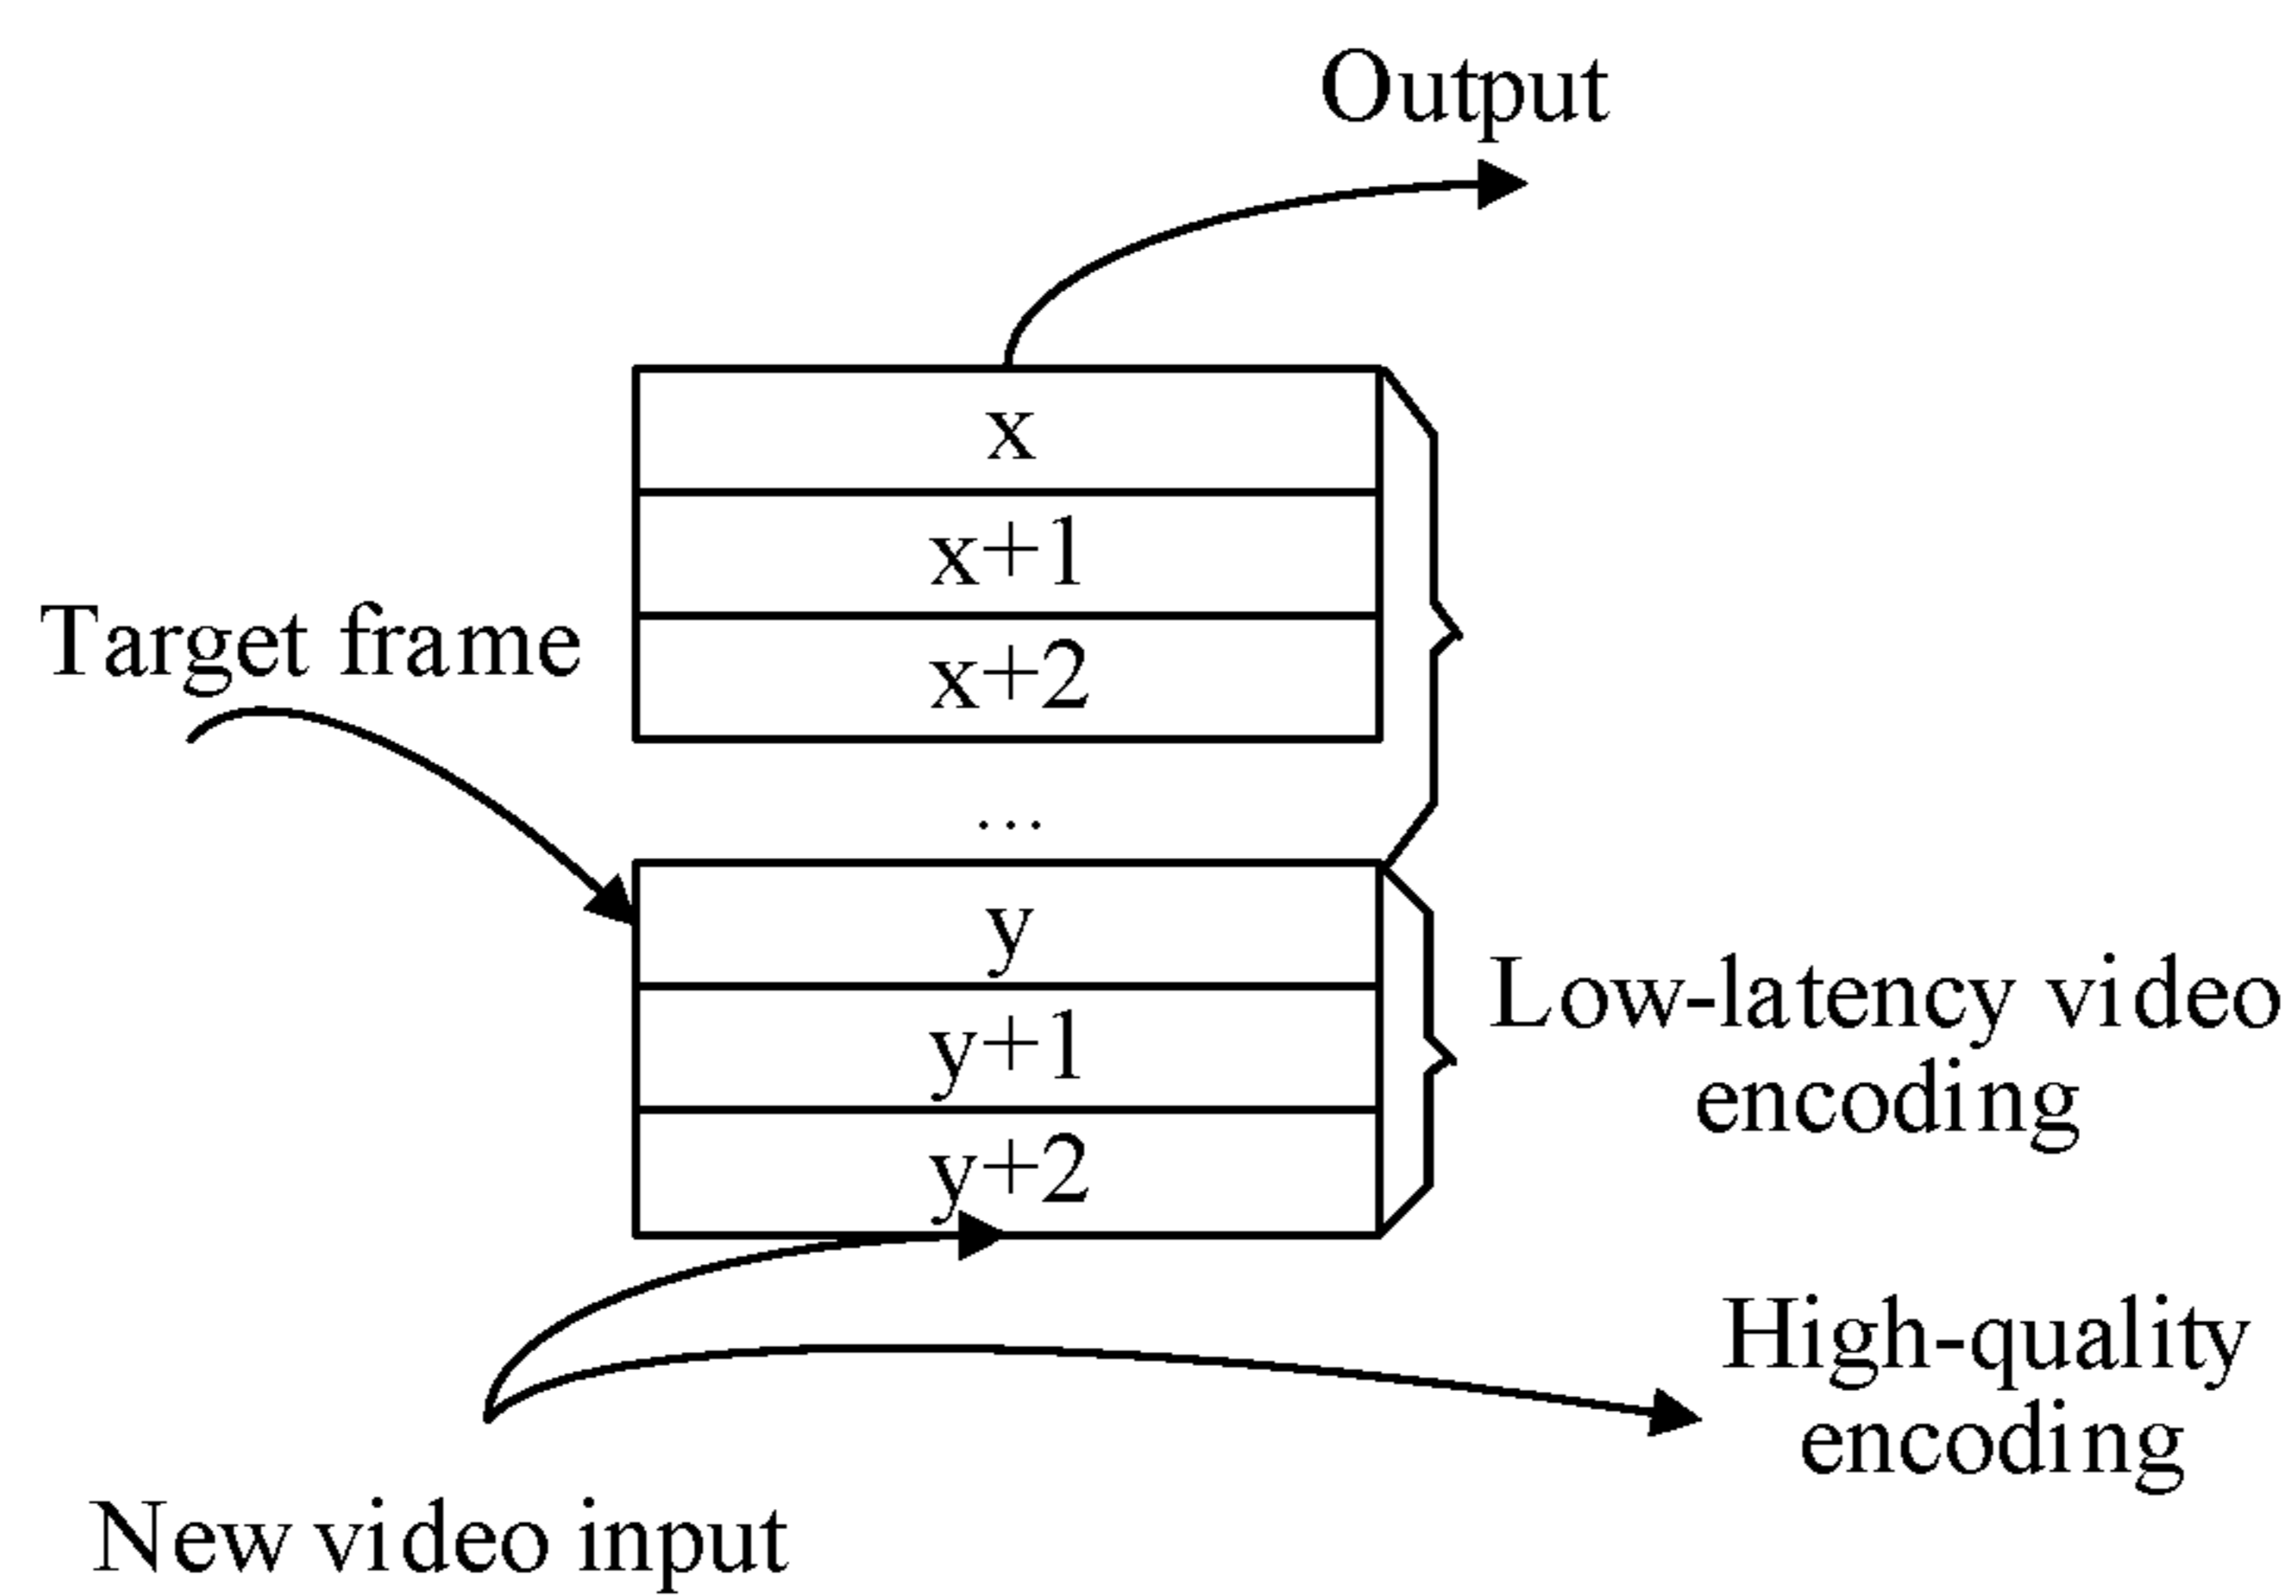 Output
x
x+1
x+2
Target frame
...
y
y+1
y+2
Low-latency video
encoding
High-quality
encoding
New video input